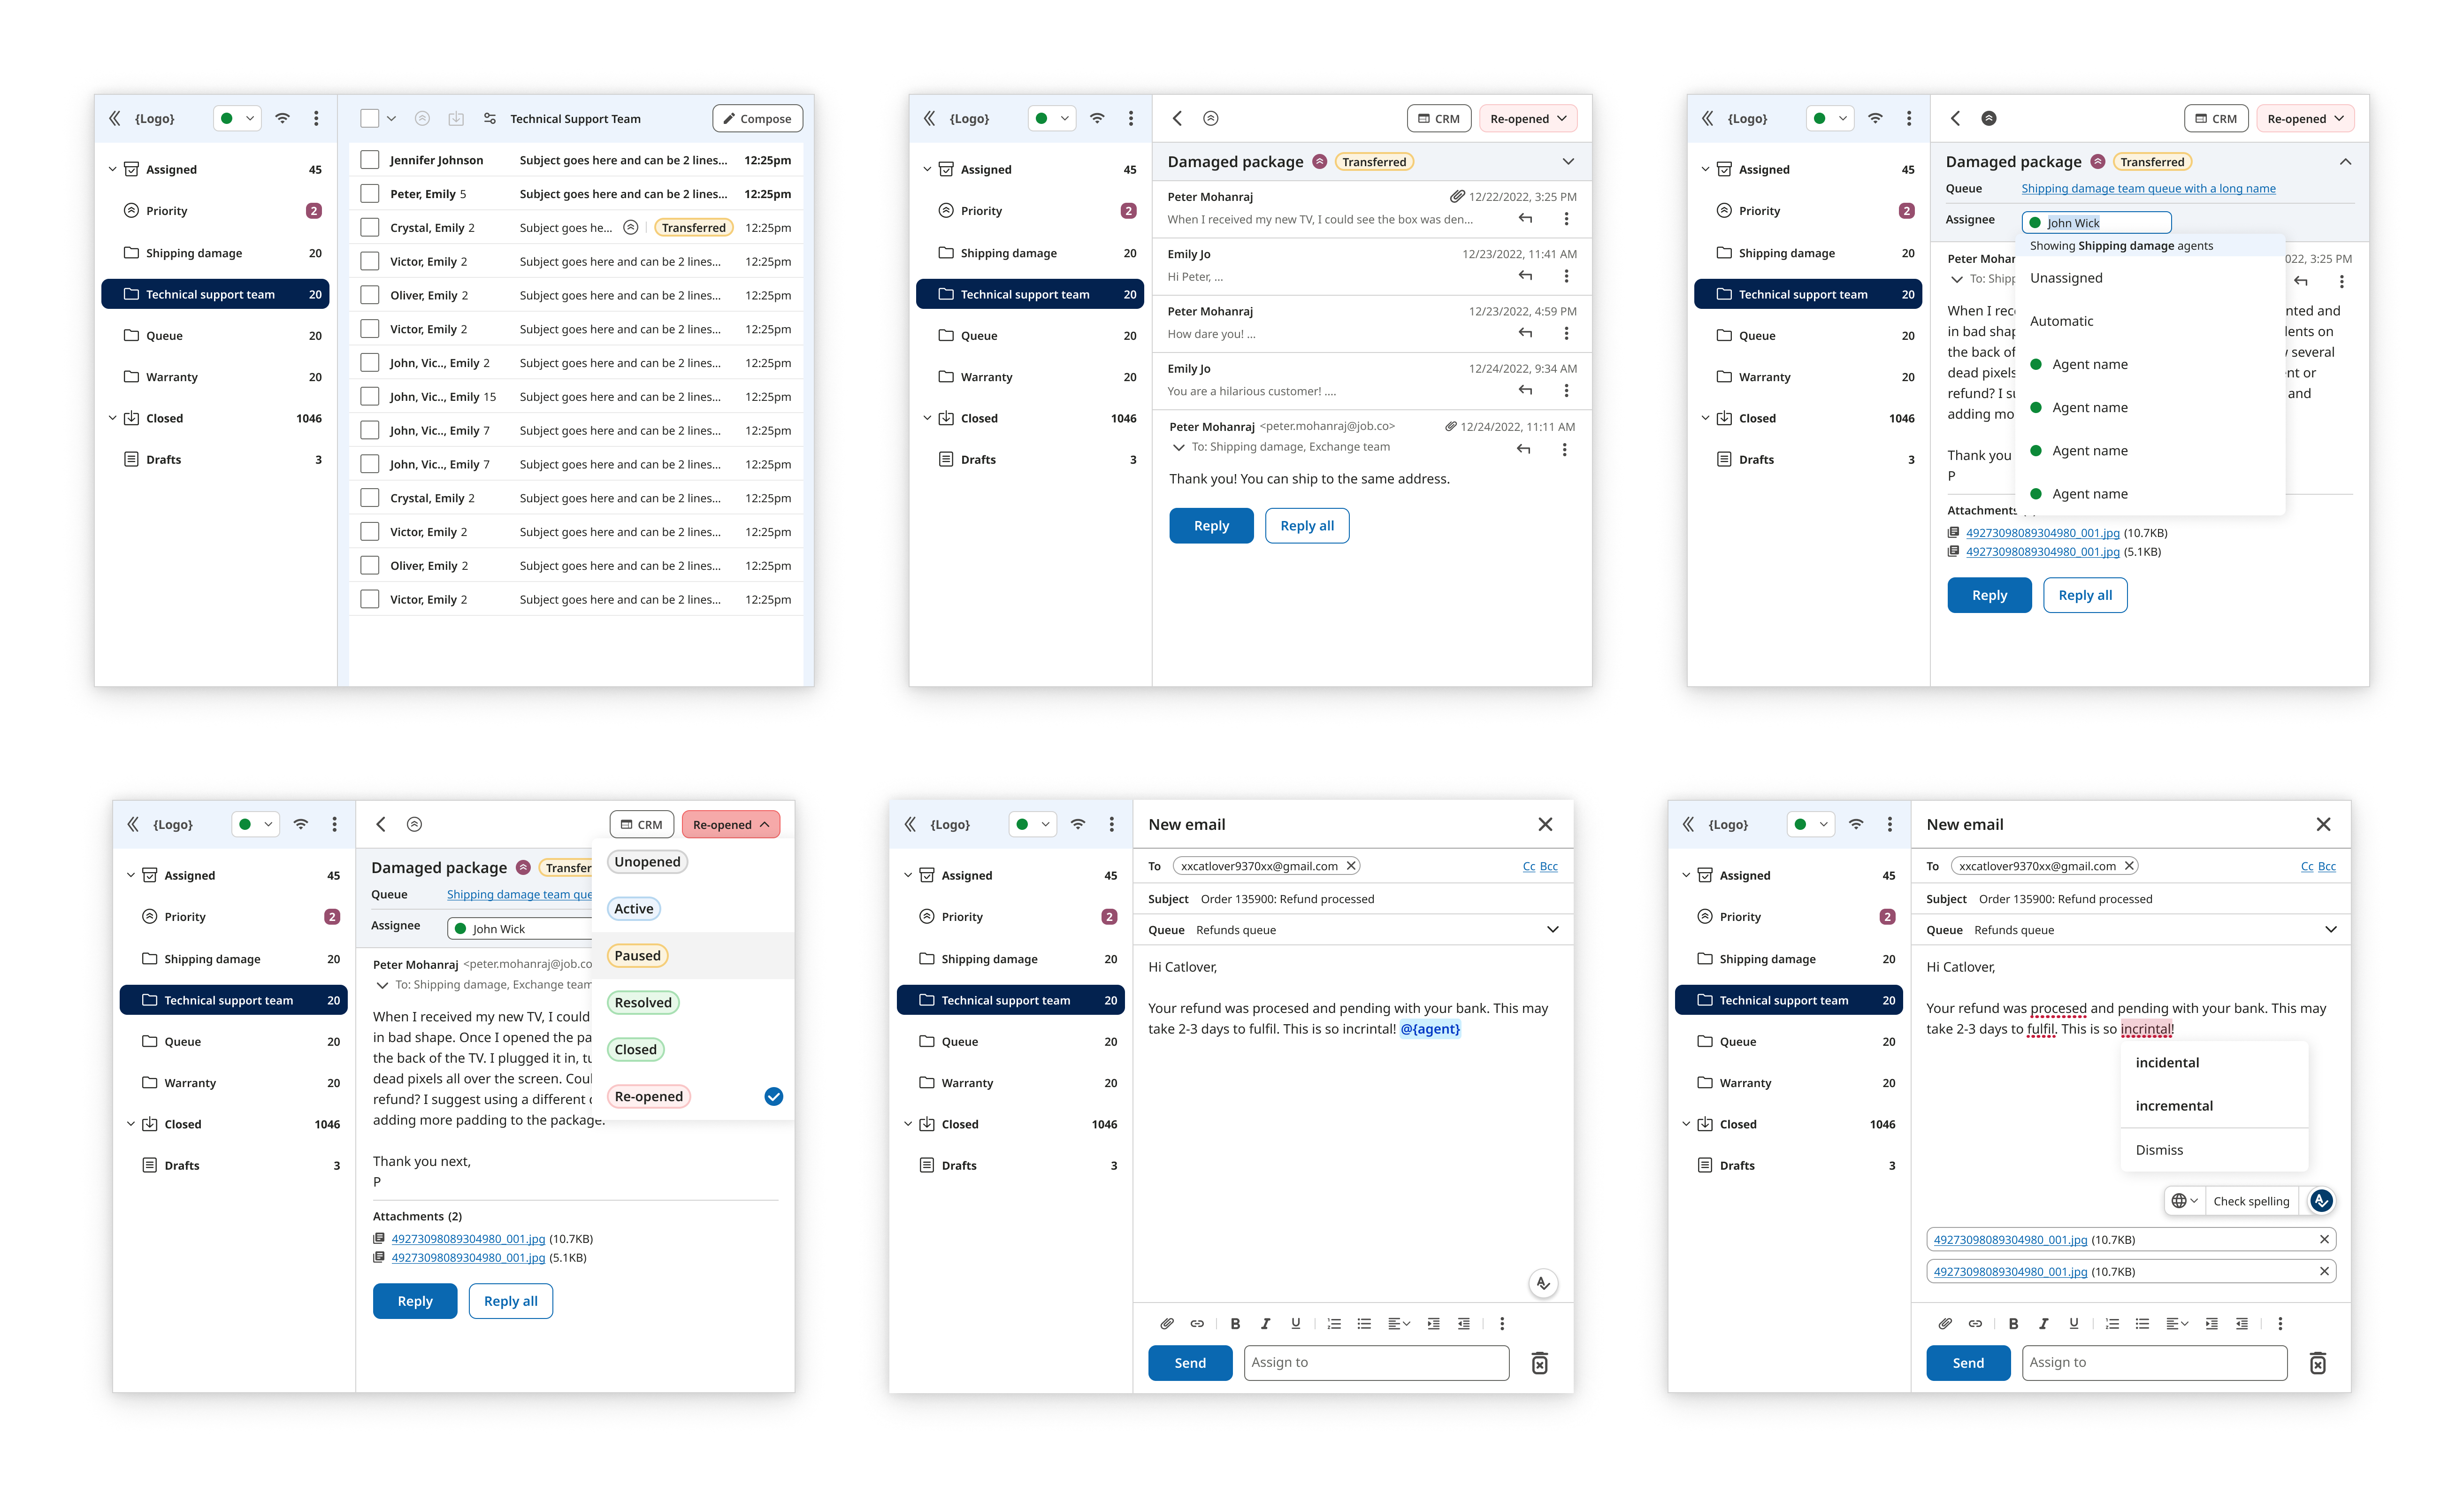 {Logo}
Assigned 45
Priority 2
Shipping damage 20
Technical support team 20
Queue 20
Warranty 20
Closed 1046
Drafts 3
Technical Support Team Compose
Jennifer Johnson Subject goes here and can be 2 lines... 12:25pm
Peter, Emily 5 Subject goes here and can be 2 lines... 12:25pm
Crystal, Emily 2 Subject goes he... Transferred 12:25pm
Victor, Emily 2 Subject goes here and can be 2 lines... 12:25pm
Oliver, Emily 2 Subject goes here and can be 2 lines... 12:25pm
Victor, Emily 2 Subject goes here and can be 2 lines... 12:25pm
John, Vic.., Emily 2 Subject goes here and can be 2 lines... 12:25pm
John, Vic.., Emily 15 Subject goes here and can be 2 lines... 12:25pm
John, Vic.., Emily 7 Subject goes here and can be 2 lines... 12:25pm
John, Vic.., Emily 7 Subject goes here and can be 2 lines... 12:25pm
Crystal, Emily 2 Subject goes here and can be 2 lines... 12:25pm
Victor, Emily 2 Subject goes here and can be 2 lines... 12:25pm
Oliver, Emily 2 Subject goes here and can be 2 lines... 12:25pm
Victor, Emily 2 Subject goes here and can be 2 lines... 12:25pm
{Logo}
Assigned 45
Priority 2
Shipping damage 20
Technical support team 20
Queue 20
Warranty 20
Closed 1046
Drafts 3
CRM Re-opened
Damaged package Transferred
Peter Mohanraj 12/22/2022, 3:25 PM
When I received my new TV, I could see the box was den...
Emily Jo 12/23/2022, 11:41 AM
Hi Peter, ...
Peter Mohanraj 12/23/2022, 4:59 PM
How dare you! ...
Emily Jo 12/24/2022, 9:34 AM
You are a hilarious customer! ....
Peter Mohanraj <peter.mohanraj@job.co> 12/24/2022, 11:11 AM
To: Shipping damage, Exchange team
Thank you! You can ship to the same address.
Reply Reply all
{Logo}
Assigned 45
Priority 2
Shipping damage 20
Technical support team 20
Queue 20
Warranty 20
Closed 1046
Drafts 3
CRM Re-opened
Damaged package Transferred
Queue Shipping damage team queue with a long name
Assignee John Wick
Showing Shipping damage agents
Unassigned
Automatic
Agent name
Agent name
Agent name
Agent name
Peter Mohan 022, 3:25 PM
To: Shipp
When I rec nted and
in bad shap ents on
the back of several
dead pixels nt or
refund? I su and
adding mo
Thank you
P
Attachments
49273098089304980_001.jpg (10.7KB)
49273098089304980_001.jpg (5.1KB)
Reply Reply all
{Logo}
Assigned 45
Priority 2
Shipping damage 20
Technical support team 20
Queue 20
Warranty 20
Closed 1046
Drafts 3
CRM Re-opened
Unopened
Active
Paused
Resolved
Closed
Re-opened
Damaged package Transfer
Queue Shipping damage team que
Assignee John Wick
Peter Mohanraj <peter.mohanraj@job.co
To: Shipping damage, Exchange team
When I received my new TV, I could
in bad shape. Once I opened the pa
the back of the TV. I plugged it in, tu
dead pixels all over the screen. Coul
refund? I suggest using a different c
adding more padding to the package.
Thank you next,
P
Attachments (2)
49273098089304980_001.jpg (10.7KB)
49273098089304980_001.jpg (5.1KB)
Reply Reply all
{Logo}
Assigned 45
Priority 2
Shipping damage 20
Technical support team 20
Queue 20
Warranty 20
Closed 1046
Drafts 3
New email
To xxcatlover9370xx@gmail.com Cc Bcc
Subject Order 135900: Refund processed
Queue Refunds queue
Hi Catlover,
Your refund was procesed and pending with your bank. This may
take 2-3 days to fulfil. This is so incrintal! @{agent}
Send Assign to
{Logo}
Assigned 45
Priority 2
Shipping damage 20
Technical support team 20
Queue 20
Warranty 20
Closed 1046
Drafts 3
New email
To xxcatlover9370xx@gmail.com Cc Bcc
Subject Order 135900: Refund processed
Queue Refunds queue
Hi Catlover,
Your refund was procesed and pending with your bank. This may
take 2-3 days to fulfil. This is so incrintal!
incidental
incremental
Dismiss
Check spelling
49273098089304980_001.jpg (10.7KB)
49273098089304980_001.jpg (10.7KB)
Send Assign to